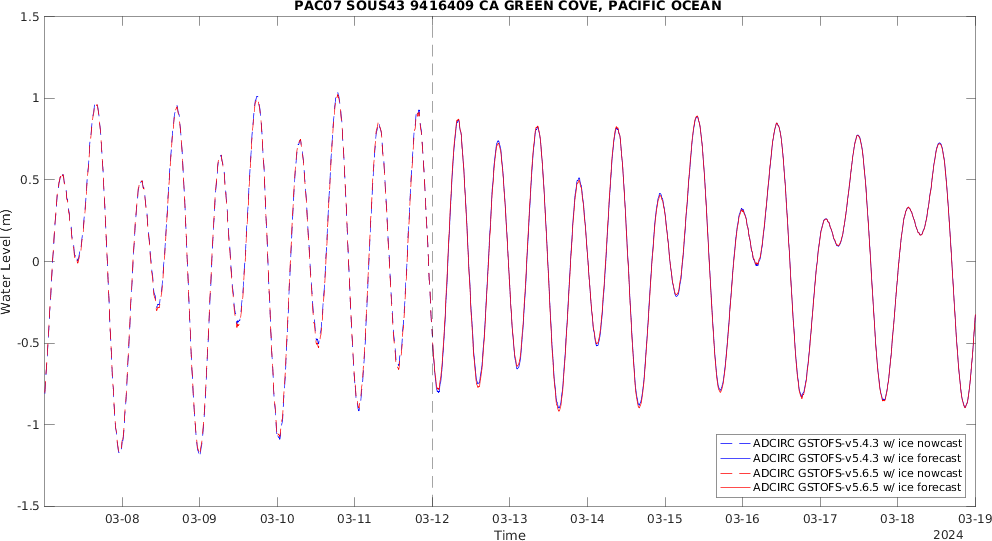 PAC07 SOUS43 9416409 CA GREEN COVE, PACIFIC OCEAN
1.5
1
0.5
0
-0.5
-1
-1.5
Water Level (m)
03-08 03-09 03-10 03-11 03-12 03-13 03-14 03-15 03-16 03-17 03-18 03-19
Time
2024
ADCIRC GSTOFS-v5.4.3 w/ ice nowcast
ADCIRC GSTOFS-v5.4.3 w/ ice forecast
ADCIRC GSTOFS-v5.6.5 w/ ice nowcast
ADCIRC GSTOFS-v5.6.5 w/ ice forecast